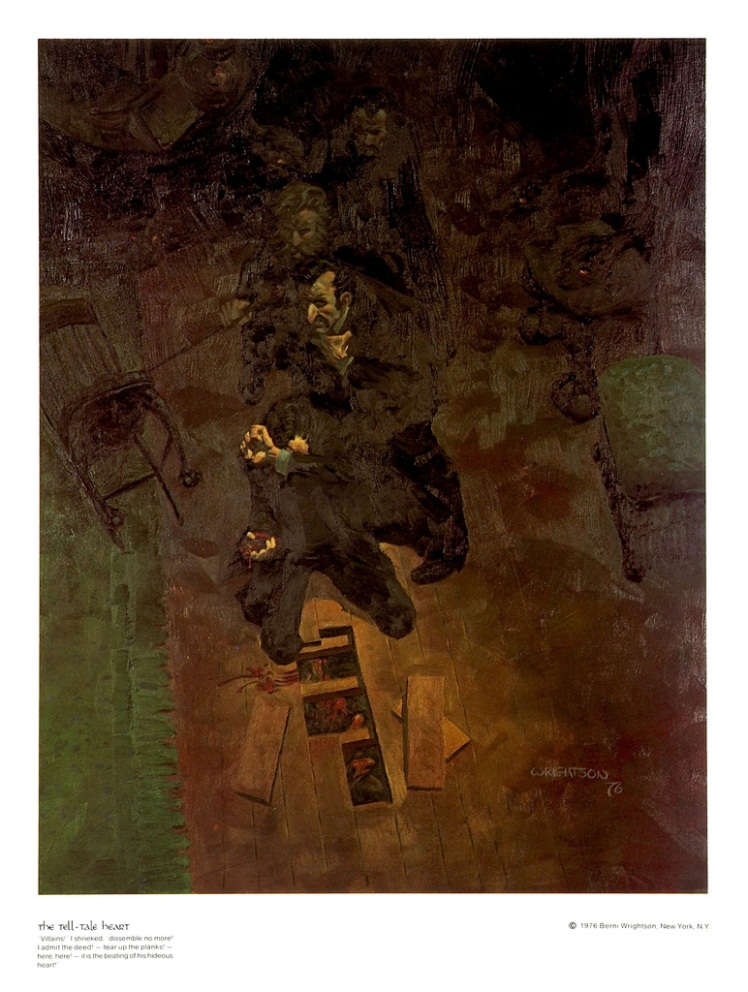 WRIGHTSON
76
the tell-tale heart
"Villains!" I shrieked, "dissemble no more!
I admit the deed! — tear up the planks! —
here, here! — it is the beating of his hideous
heart!"
© 1976 Berni Wrightson, New York, N.Y.